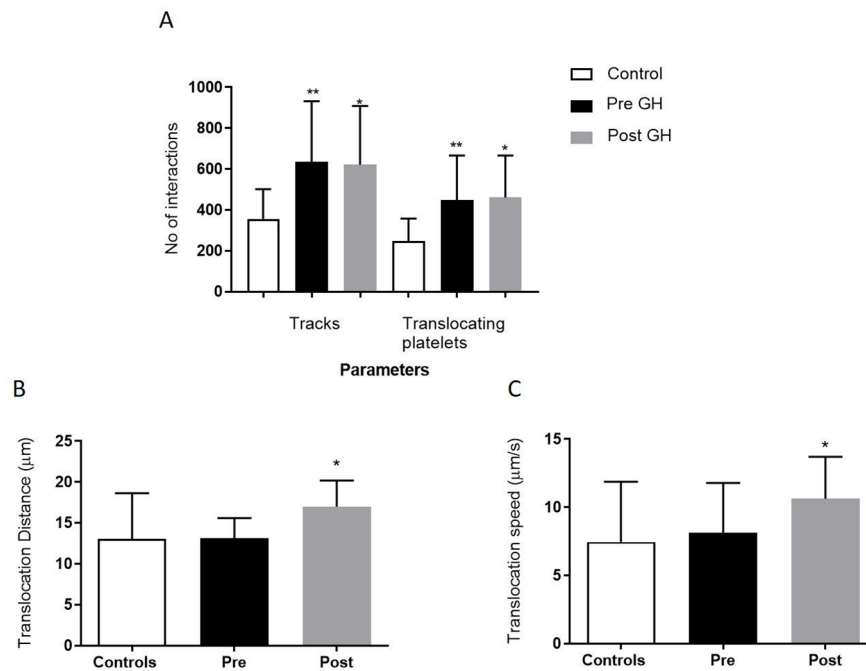 A
1000
800
600
400
200
0
No of interactions
** * ** *
Tracks Translocating
platelets
Parameters
Control
Pre GH
Post GH
B
25
20
15
10
5
0
Translocation Distance (μm)
*
Controls Pre Post
C
15
10
5
0
Translocation speed (μm/s)
*
Controls Pre Post